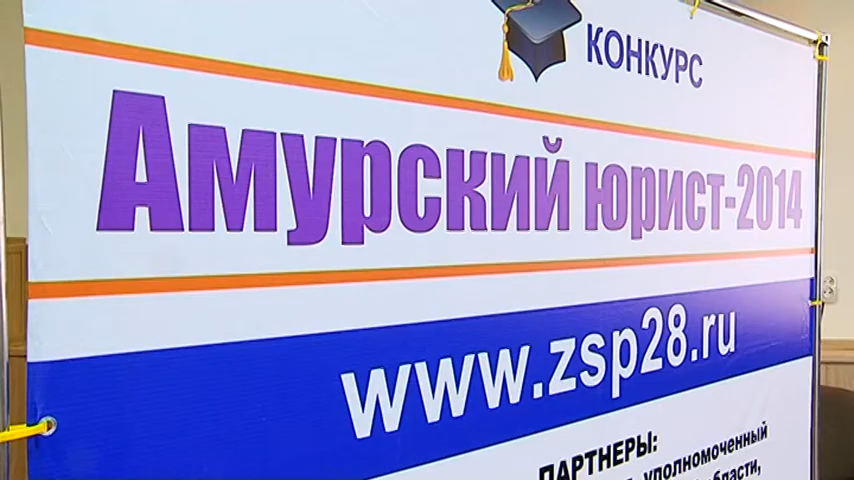 КОНКУРС
Амурский юрист-2014
www.zsp28.ru
ПАРТНЕРЫ:
уполномоченный
области,